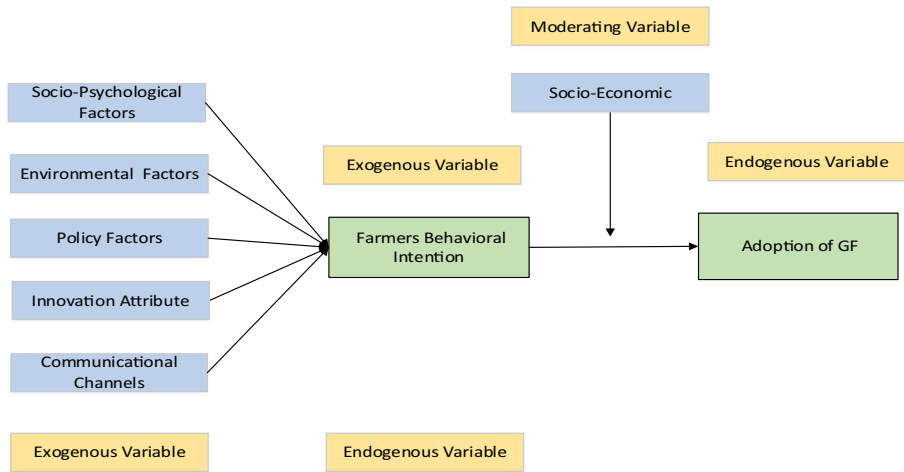 Moderating Variable
Socio-Economic
Socio-Psychological
Factors
Environmental Factors
Exogenous Variable
Endogenous Variable
Policy Factors
Farmers Behavioral
Intention
Adoption of GF
Innovation Attribute
Communicational
Channels
Exogenous Variable
Endogenous Variable